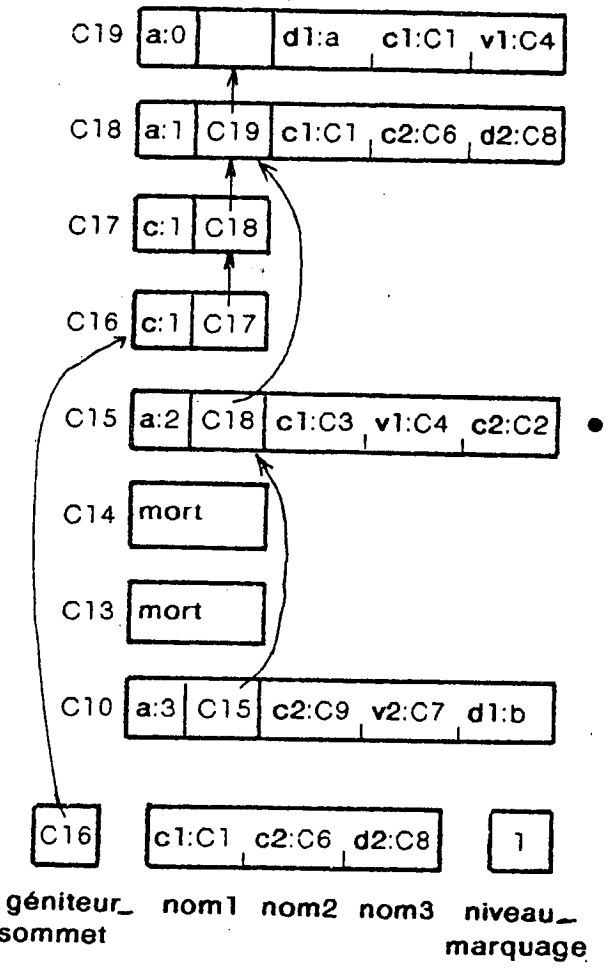 C19 a:0 d1:a c1:C1 v1:C4
C18 a:1 C19 c1:C1 c2:C6 d2:C8
C17 c:1 C18
C16 c:1 C17
C15 a:2 C18 c1:C3 v1:C4 c2:C2
C14 mort
C13 mort
C10 a:3 C15 c2:C9 v2:C7 d1:b
C16 c1:C1 c2:C6 d2:C8 1
géniteur_ nom1 nom2 nom3 niveau_
sommet marquage